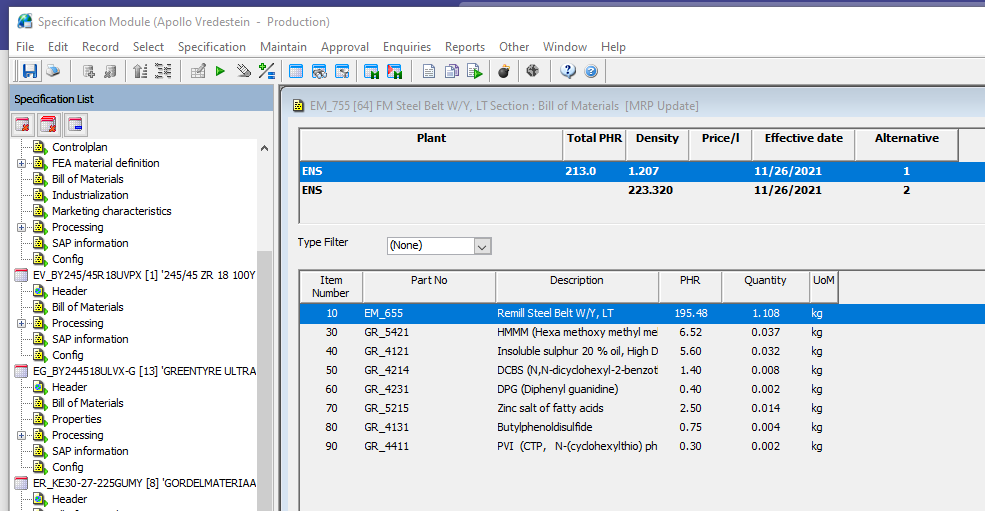 Specification Module (Apollo Vredestein - Production)
File Edit Record Select Specification Maintain Approval Enquiries Reports Other Window Help
Specification List
Controlplan
FEA material definition
Bill of Materials
Industrialization
Marketing characteristics
Processing
SAP information
Config
EV_BY245/45R18UVPX [1] '245/45 ZR 18 100Y
Header
Bill of Materials
Processing
SAP information
Config
EG_BY244518ULVX-G [13] 'GREENTYRE ULTRA
Header
Bill of Materials
Properties
Processing
SAP information
Config
ER_KE30-27-225GUMY [8] 'GORDELMATERIAA
Header
EM_755 [64] FM Steel Belt W/Y, LT Section : Bill of Materials [MRP Update]
Plant Total PHR Density Price/l Effective date Alternative
ENS 213.0 1.207 11/26/2021 1
ENS 223.320 11/26/2021 2
Type Filter (None)
Item Number Part No Description PHR Quantity UoM
10 EM_655 Remill Steel Belt W/Y, LT 195.48 1.108 kg
30 GR_5421 HMMM (Hexa methoxy methyl me 6.52 0.037 kg
40 GR_4121 Insoluble sulphur 20 % oil, High D 5.60 0.032 kg
50 GR_4214 DCBS (N,N-dicyclohexyl-2-benzot 1.40 0.008 kg
60 GR_4231 DPG (Diphenyl guanidine) 0.40 0.002 kg
70 GR_5215 Zinc salt of fatty acids 2.50 0.014 kg
80 GR_4131 Butylphenoldisulfide 0.75 0.004 kg
90 GR_4411 PVI (CTP, N-(cyclohexylthio) ph 0.30 0.002 kg